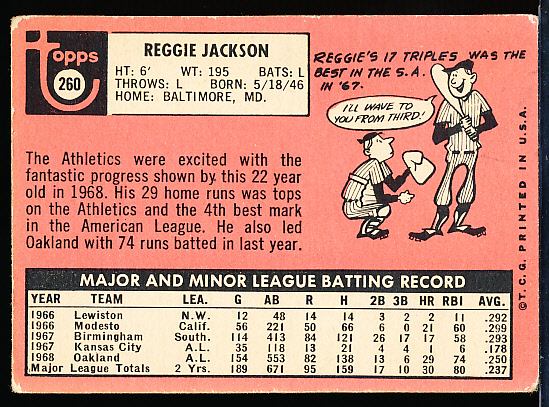 topps
260
REGGIE JACKSON
HT: 6' WT: 195 BATS: L
THROWS: L BORN: 5/18/46
HOME: BALTIMORE, MD.
REGGIE'S 17 TRIPLES WAS THE
BEST IN THE S.A.
IN '67.
I'LL WAVE TO
YOU FROM THIRD!
The Athletics were excited with the
fantastic progress shown by this 22 year
old in 1968. His 29 home runs was tops
on the Athletics and the 4th best mark
in the American League. He also led
Oakland with 74 runs batted in last year.
©T.C.G. PRINTED IN U.S.A.
MAJOR AND MINOR LEAGUE BATTING RECORD
YEAR TEAM LEA. G AB R H 2B 3B HR RBI AVG.
1966 Lewiston N.W. 12 48 14 14 3 2 2 11 .292
1966 Modesto Calif. 56 221 50 66 6 0 21 60 .299
1967 Birmingham South. 114 413 84 121 26 17 17 58 .293
1967 Kansas City A.L. 35 118 13 21 4 4 1 6 .178
1968 Oakland A.L. 154 553 82 138 13 6 29 74 .250
Major League Totals 2 Yrs. 189 671 95 159 17 10 30 80 .237